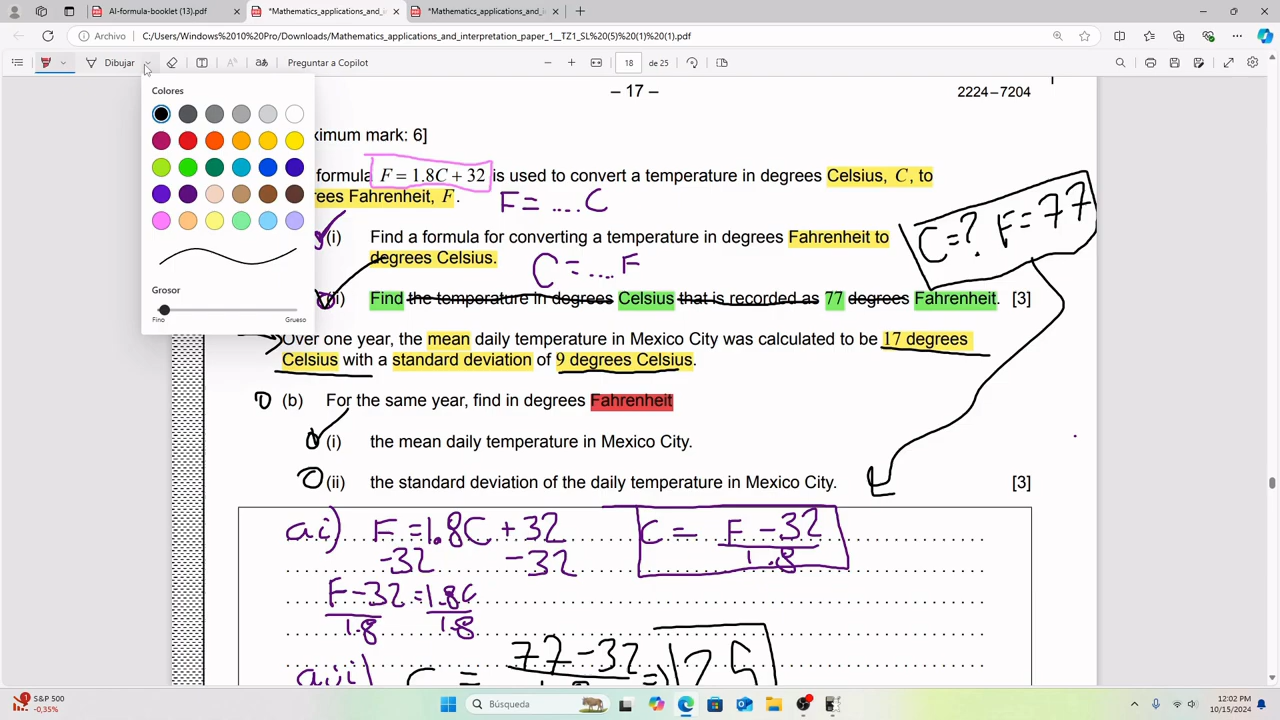 AI-formula-booklet (13).pdf
*Mathematics_applications_and_in
*Mathematics_applications_and_int
Archivo
C:/Users/Windows%2010%20Pro/Downloads/Mathematics_applications_and_interpretation_paper_1__TZ1_SL%20(5)%20(1)%20(1).pdf
Dibujar
Preguntar a Copilot
18 de 25
Colores
Grosor
Fino
Grueso
– 17 –
2224–7204
ximum mark: 6]
formula F = 1.8C + 32 is used to convert a temperature in degrees Celsius, C, to
rees Fahrenheit, F.
F = .... C
(i) Find a formula for converting a temperature in degrees Fahrenheit to
degrees Celsius.
C = .... F
C=? F=77
Find the temperature in degrees Celsius that is recorded as 77 degrees Fahrenheit. [3]
Over one year, the mean daily temperature in Mexico City was calculated to be 17 degrees
Celsius with a standard deviation of 9 degrees Celsius.
(b) For the same year, find in degrees Fahrenheit
(i) the mean daily temperature in Mexico City.
(ii) the standard deviation of the daily temperature in Mexico City. [3]
ai) F = 1.8C + 32
-32 -32
C = F - 32
1.8
F - 32 = 1.8C
1.8 1.8
77 - 32
aii) C = = 25
S&P 500
-0,35%
Búsqueda
12:02 PM
10/15/2024